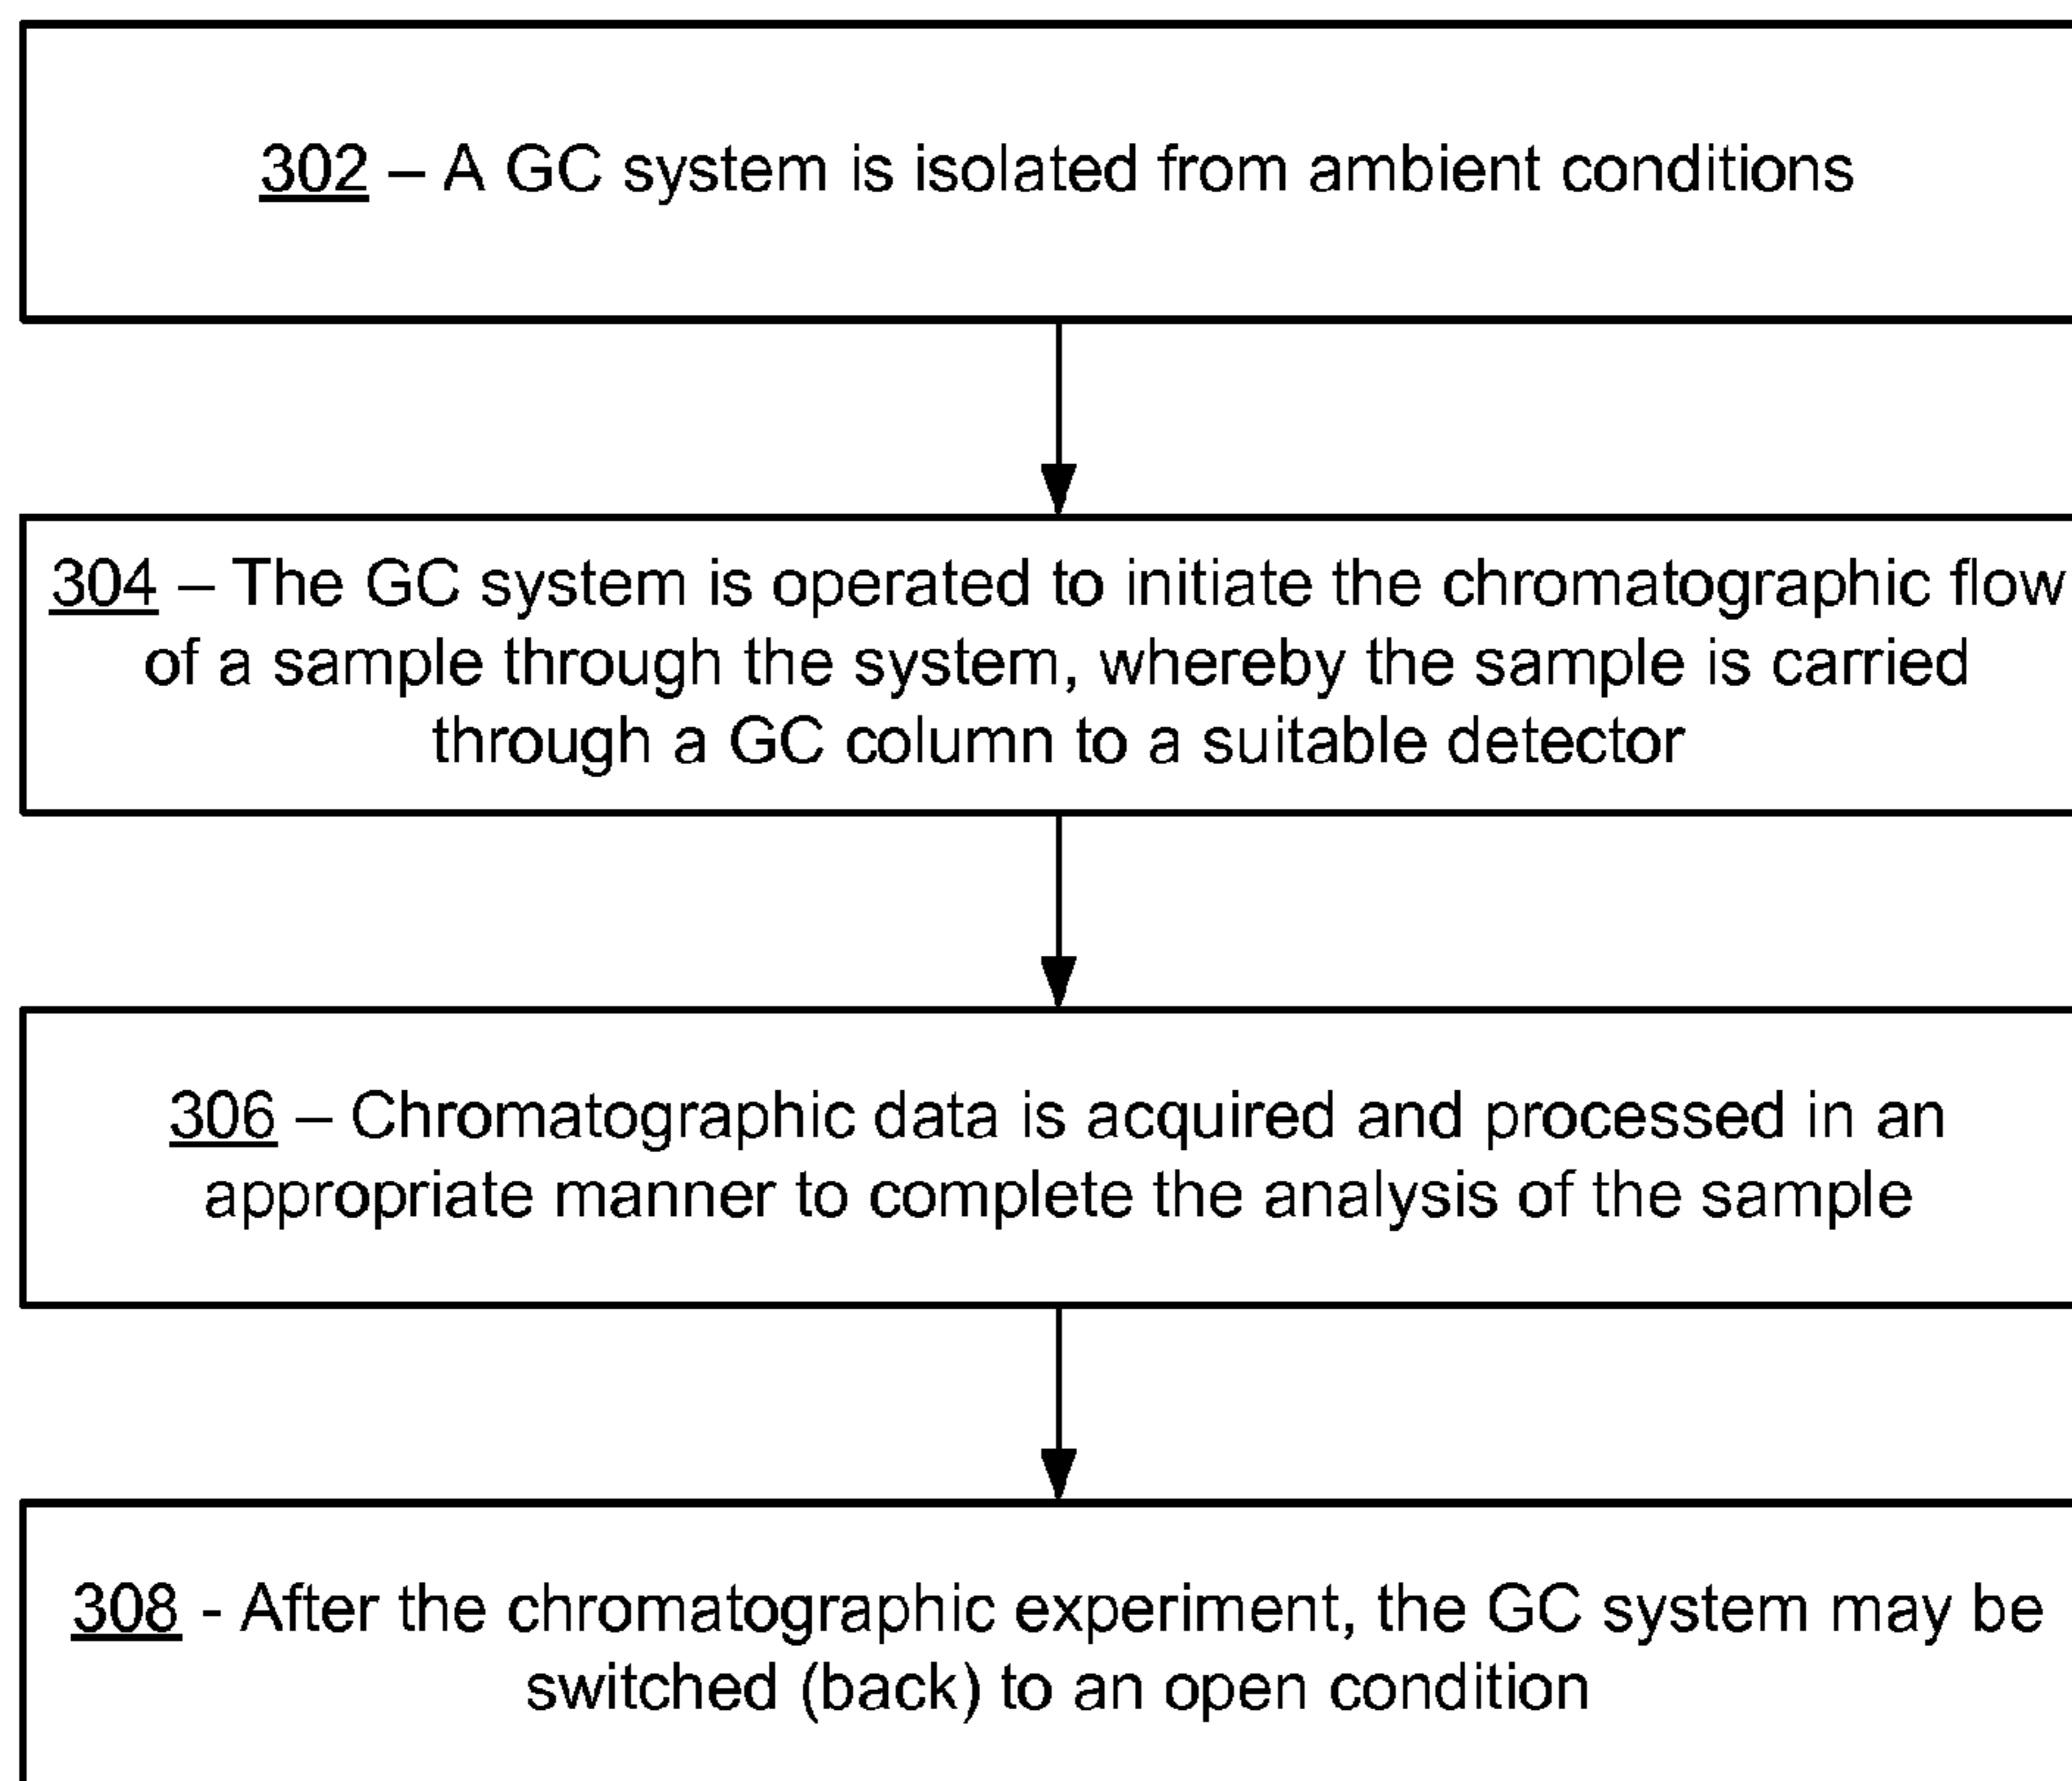 302 – A GC system is isolated from ambient conditions
304 – The GC system is operated to initiate the chromatographic flow
of a sample through the system, whereby the sample is carried
through a GC column to a suitable detector
306 – Chromatographic data is acquired and processed in an
appropriate manner to complete the analysis of the sample
308 - After the chromatographic experiment, the GC system may be
switched (back) to an open condition